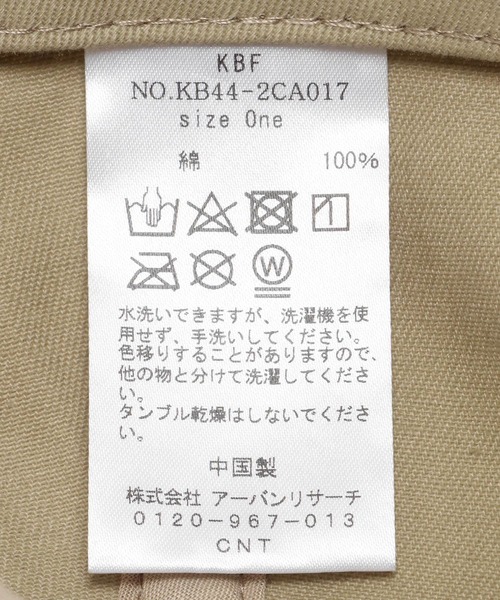 KBF
NO.KB44-2CA017
size One
綿 100%
W
水洗いできますが、洗濯機を使
用せず、手洗いしてください。
色移りすることがありますので、
他の物と分けて洗濯してくださ
い。
タンブル乾燥はしないでくださ
い。
中国製
株式会社 アーバンリサーチ
0120-967-013
CNT